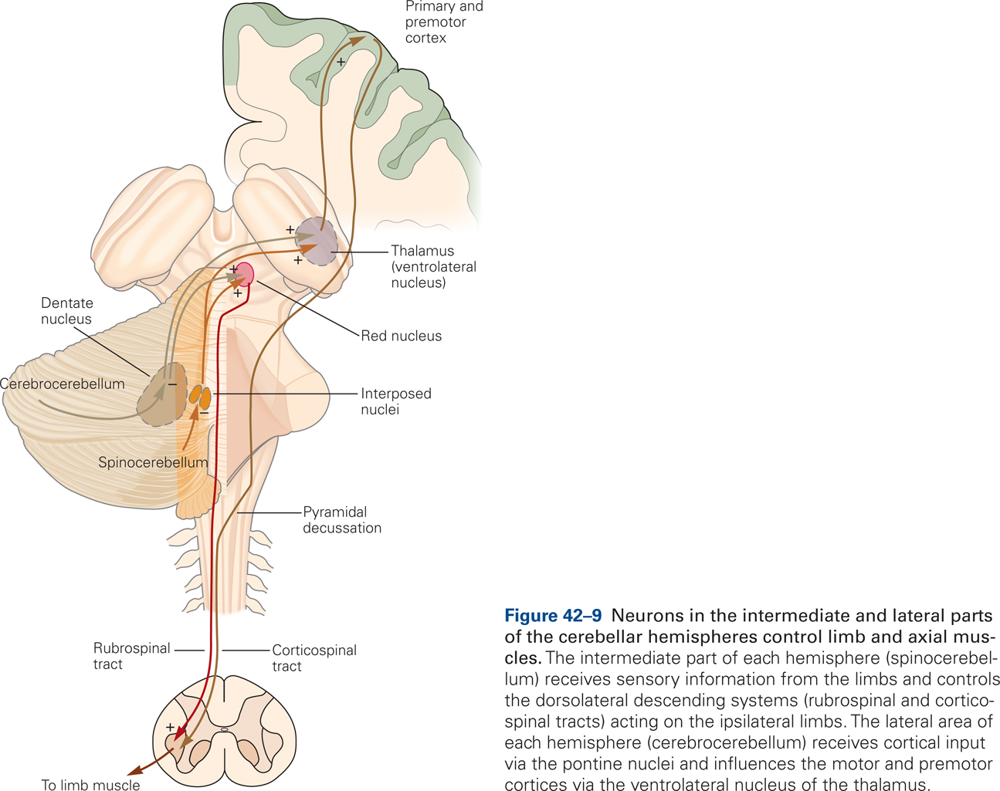 Primary and
premotor
cortex
+
+
Thalamus
(ventrolateral
nucleus)
+
+
+
Dentate
nucleus
Red nucleus
Cerebrocerebellum
–
Interposed
nuclei
–
Spinocerebellum
Pyramidal
decussation
Rubrospinal
tract
Corticospinal
tract
+
To limb muscle
Figure 42–9 Neurons in the intermediate and lateral parts
of the cerebellar hemispheres control limb and axial mus-
cles. The intermediate part of each hemisphere (spinocerebel-
lum) receives sensory information from the limbs and controls
the dorsolateral descending systems (rubrospinal and cortico-
spinal tracts) acting on the ipsilateral limbs. The lateral area of
each hemisphere (cerebrocerebellum) receives cortical input
via the pontine nuclei and influences the motor and premotor
cortices via the ventrolateral nucleus of the thalamus.